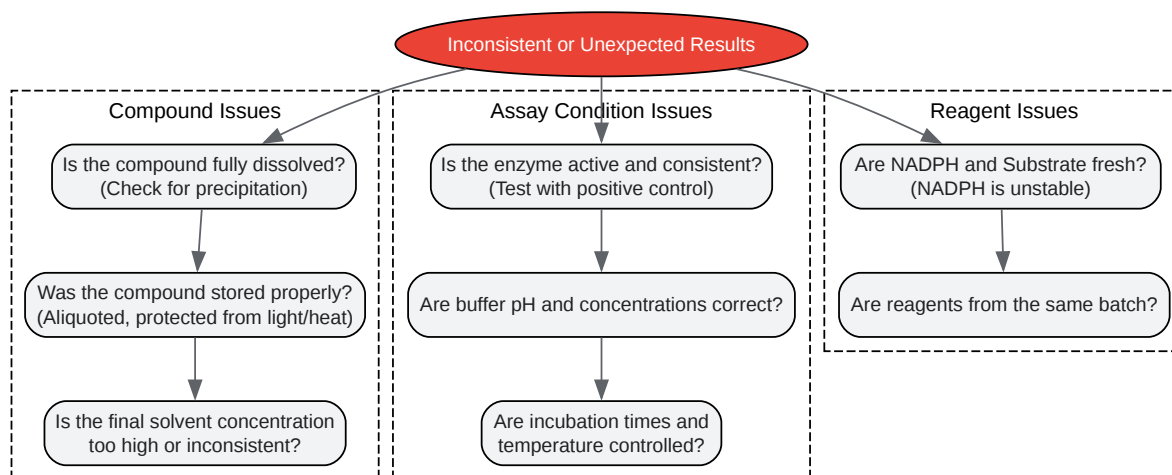 Inconsistent or Unexpected Results
Compound Issues
Is the compound fully dissolved?
(Check for precipitation)
Was the compound stored properly?
(Aliquoted, protected from light/heat)
Is the final solvent concentration
too high or inconsistent?
Assay Condition Issues
Is the enzyme active and consistent?
(Test with positive control)
Are buffer pH and concentrations correct?
Are incubation times and
temperature controlled?
Reagent Issues
Are NADPH and Substrate fresh?
(NADPH is unstable)
Are reagents from the same batch?